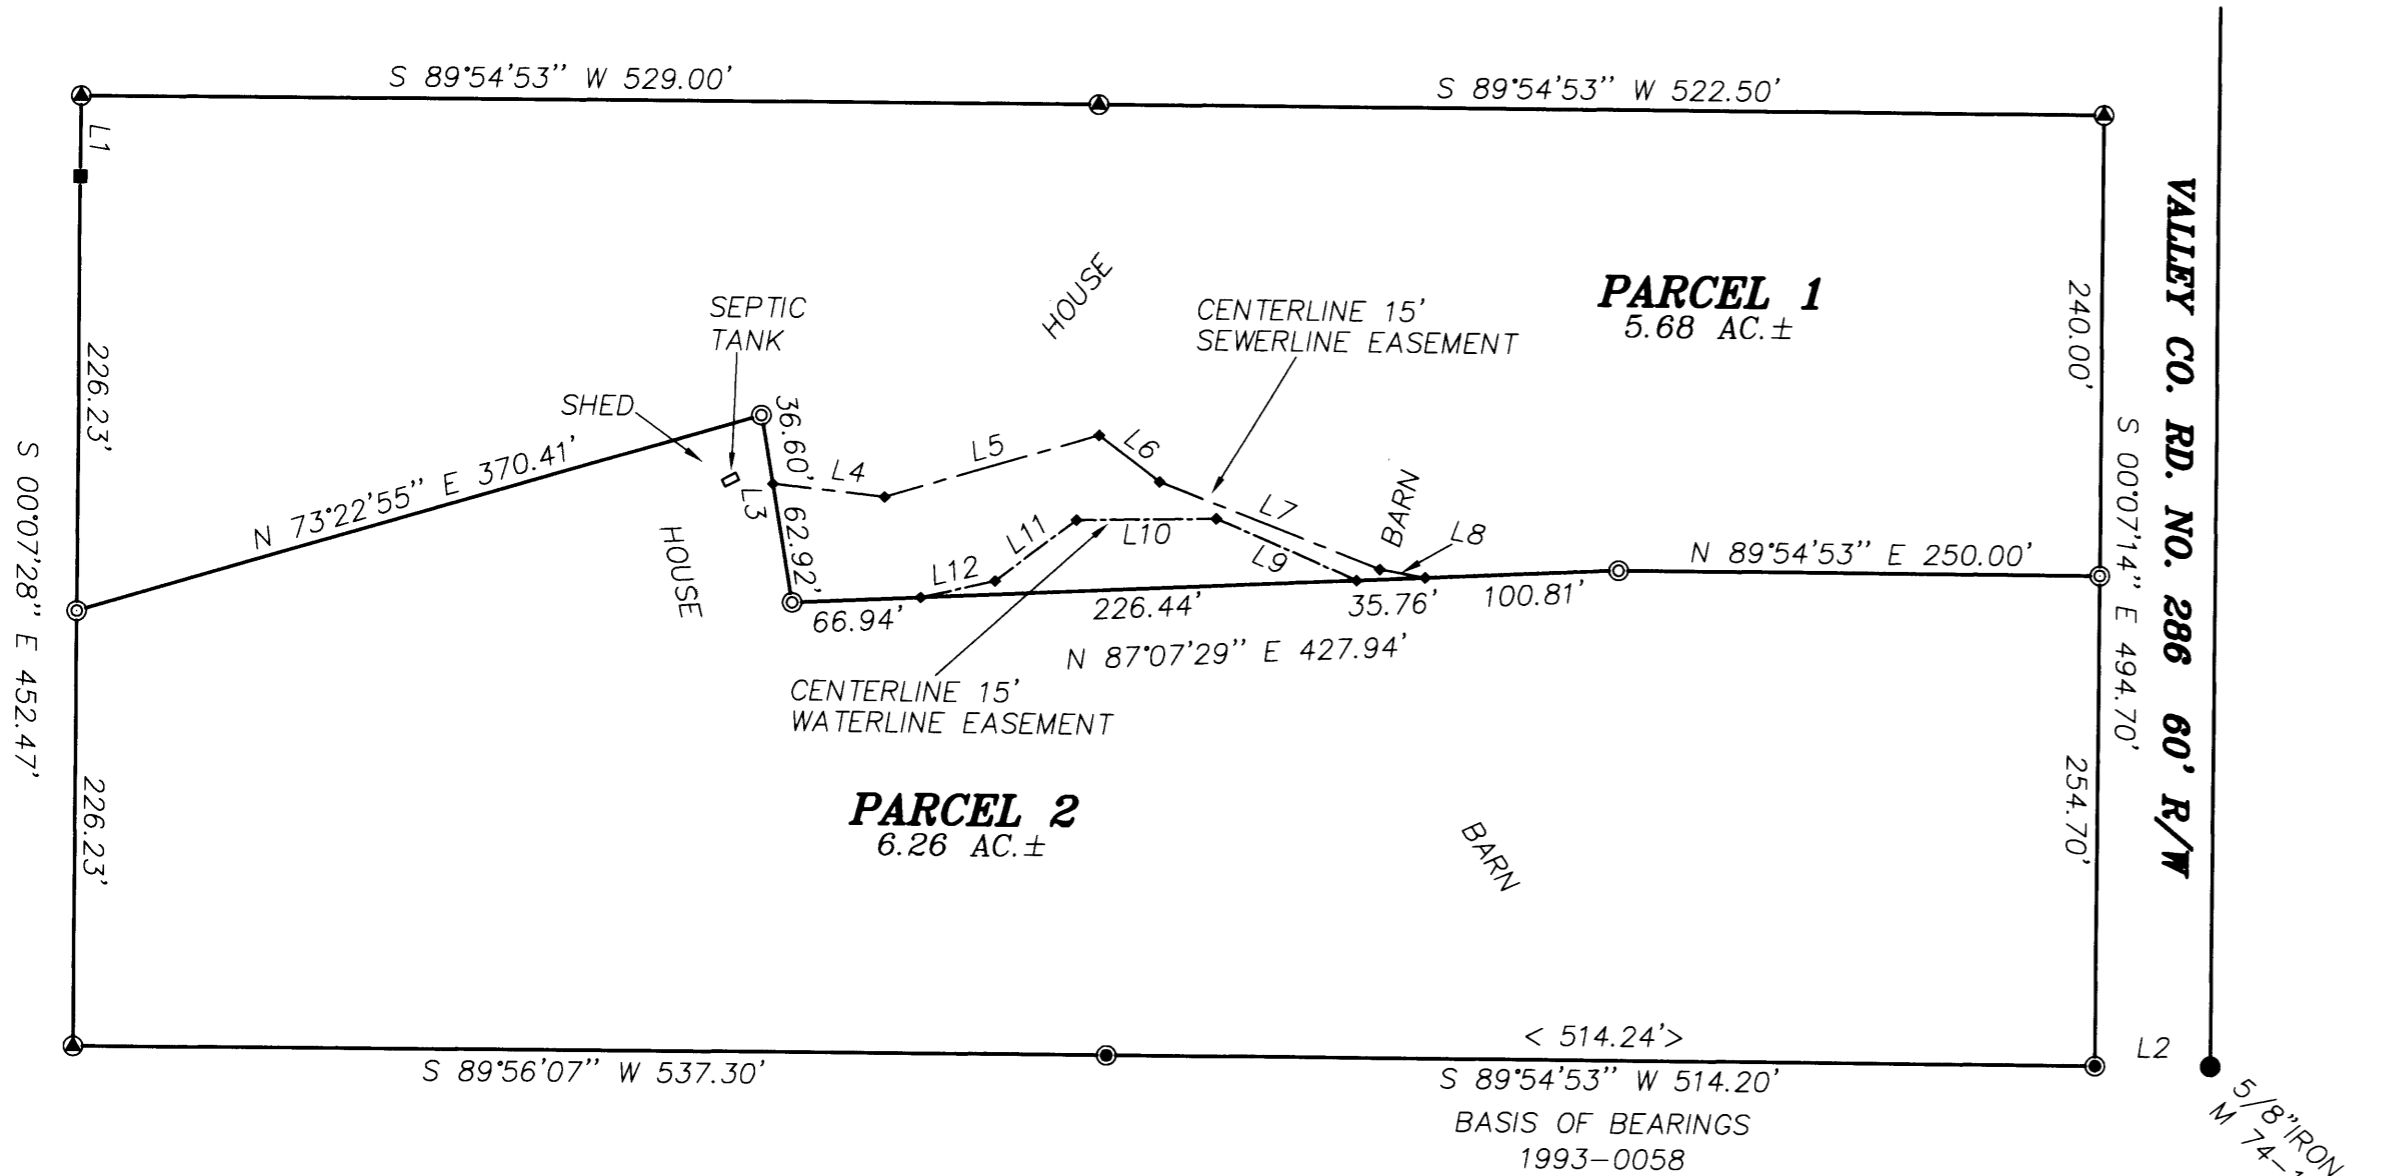 S 89°54'53" W 529.00'
S 89°54'53" W 522.50'
L1
VALLEY CO. RD. NO. 286 60' R/W
HOUSE
PARCEL 1
5.68 AC.±
240.00'
SEPTIC
TANK
CENTERLINE 15'
SEWERLINE EASEMENT
226.23'
SHED
36.60'
N 73°22'55" E 370.41'
L4
L5
L6
L3
62.92'
L7
BARN
L8
S 00°07'28" E 452.47'
S 00°07'14" E 494.70'
HOUSE
L12
L11
L10
L9
N 89°54'53" E 250.00'
66.94'
226.44'
35.76'
100.81'
N 87°07'29" E 427.94'
CENTERLINE 15'
WATERLINE EASEMENT
226.23'
PARCEL 2
6.26 AC.±
BARN
254.70'
< 514.24'>
L2
S 89°56'07" W 537.30'
S 89°54'53" W 514.20'
BASIS OF BEARINGS
1993-0058
5/8"IRON
M 74-